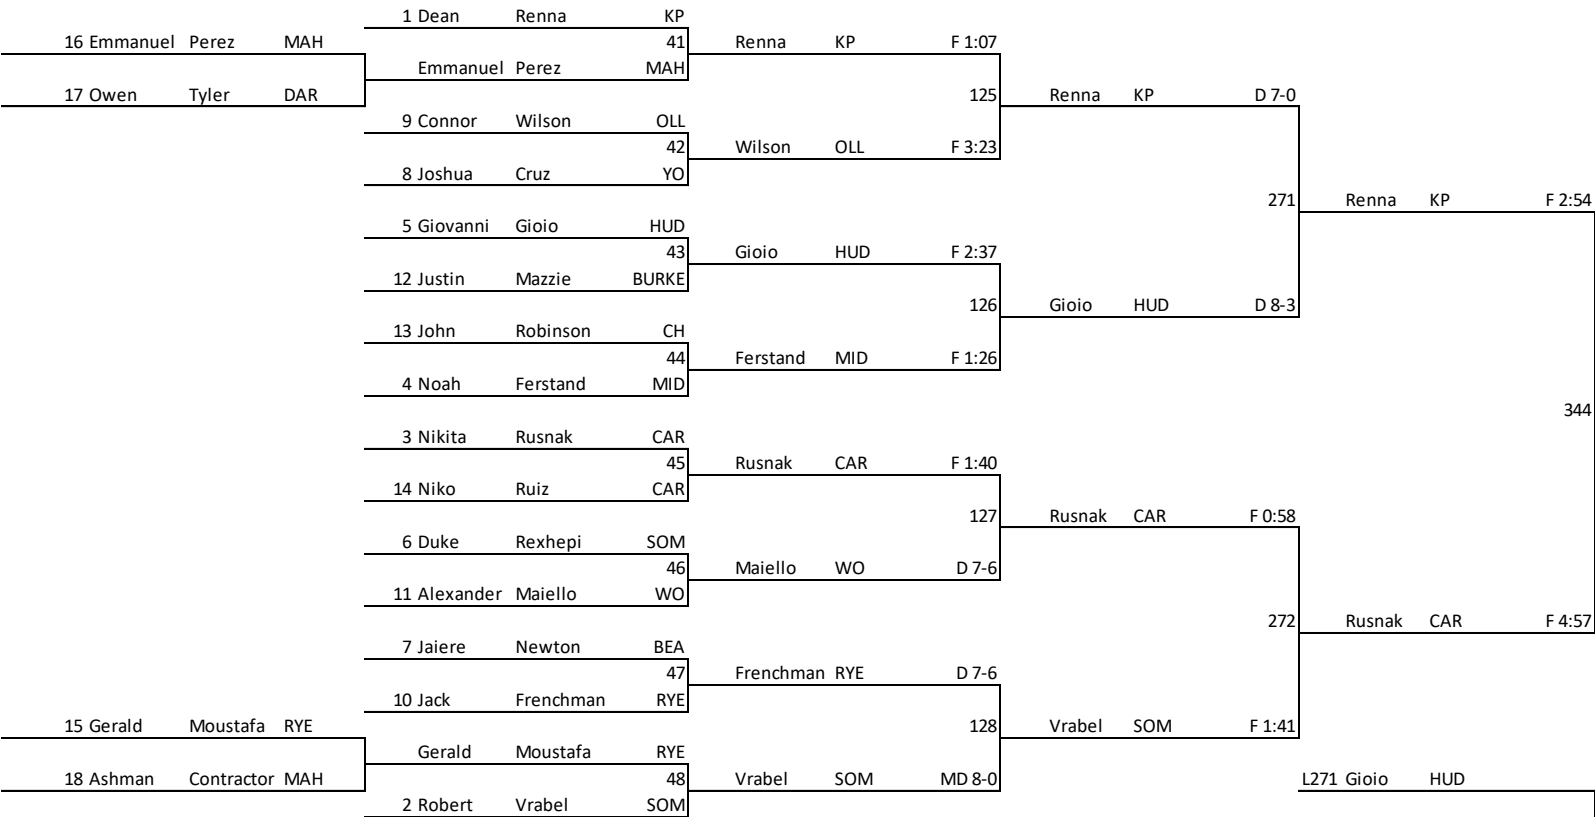 1 Dean Renna KP
16 Emmanuel Perez MAH 41 Renna KP F 1:07
Emmanuel Perez MAH
17 Owen Tyler DAR 125 Renna KP D 7-0
9 Connor Wilson OLL
42 Wilson OLL F 3:23
8 Joshua Cruz YO
271 Renna KP F 2:54
5 Giovanni Gioio HUD
43 Gioio HUD F 2:37
12 Justin Mazzie BURKE
126 Gioio HUD D 8-3
13 John Robinson CH
44 Ferstand MID F 1:26
4 Noah Ferstand MID
344
3 Nikita Rusnak CAR
45 Rusnak CAR F 1:40
14 Niko Ruiz CAR
127 Rusnak CAR F 0:58
6 Duke Rexhepi SOM
46 Maiello WO D 7-6
11 Alexander Maiello WO
272 Rusnak CAR F 4:57
7 Jaiere Newton BEA
47 Frenchman RYE D 7-6
10 Jack Frenchman RYE
15 Gerald Moustafa RYE 128 Vrabel SOM F 1:41
Gerald Moustafa RYE
18 Ashman Contractor MAH 48 Vrabel SOM MD 8-0 L271 Gioio HUD
2 Robert Vrabel SOM